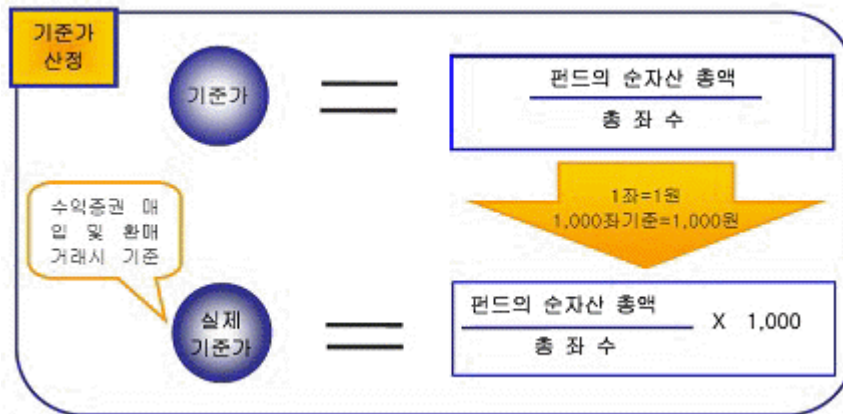 기준가
산정
기준가
펀드의 순자산 총액
총 좌 수
1좌=1원
1,000좌기준=1,000원
수익증권 매
입 및 환매
거래시 기준
실제
기준가
펀드의 순자산 총액
총 좌 수
X 1,000